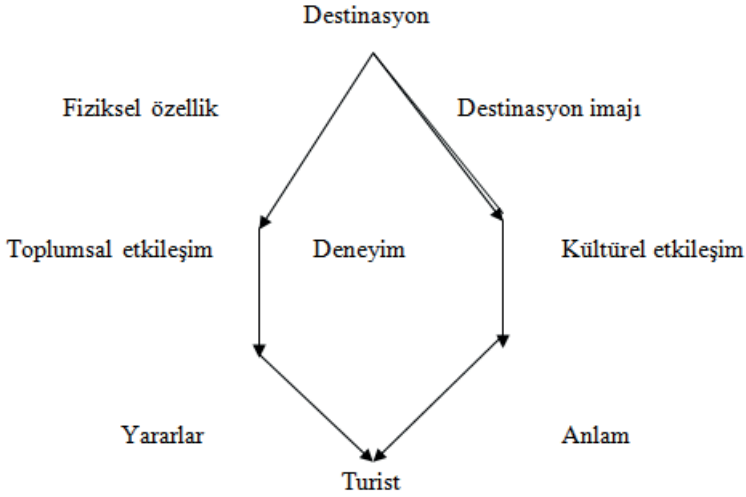 Destinasyon
Fiziksel özellik
Destinasyon imajı
Toplumsal etkileşim
Deneyim
Kültürel etkileşim
Yararlar
Anlam
Turist